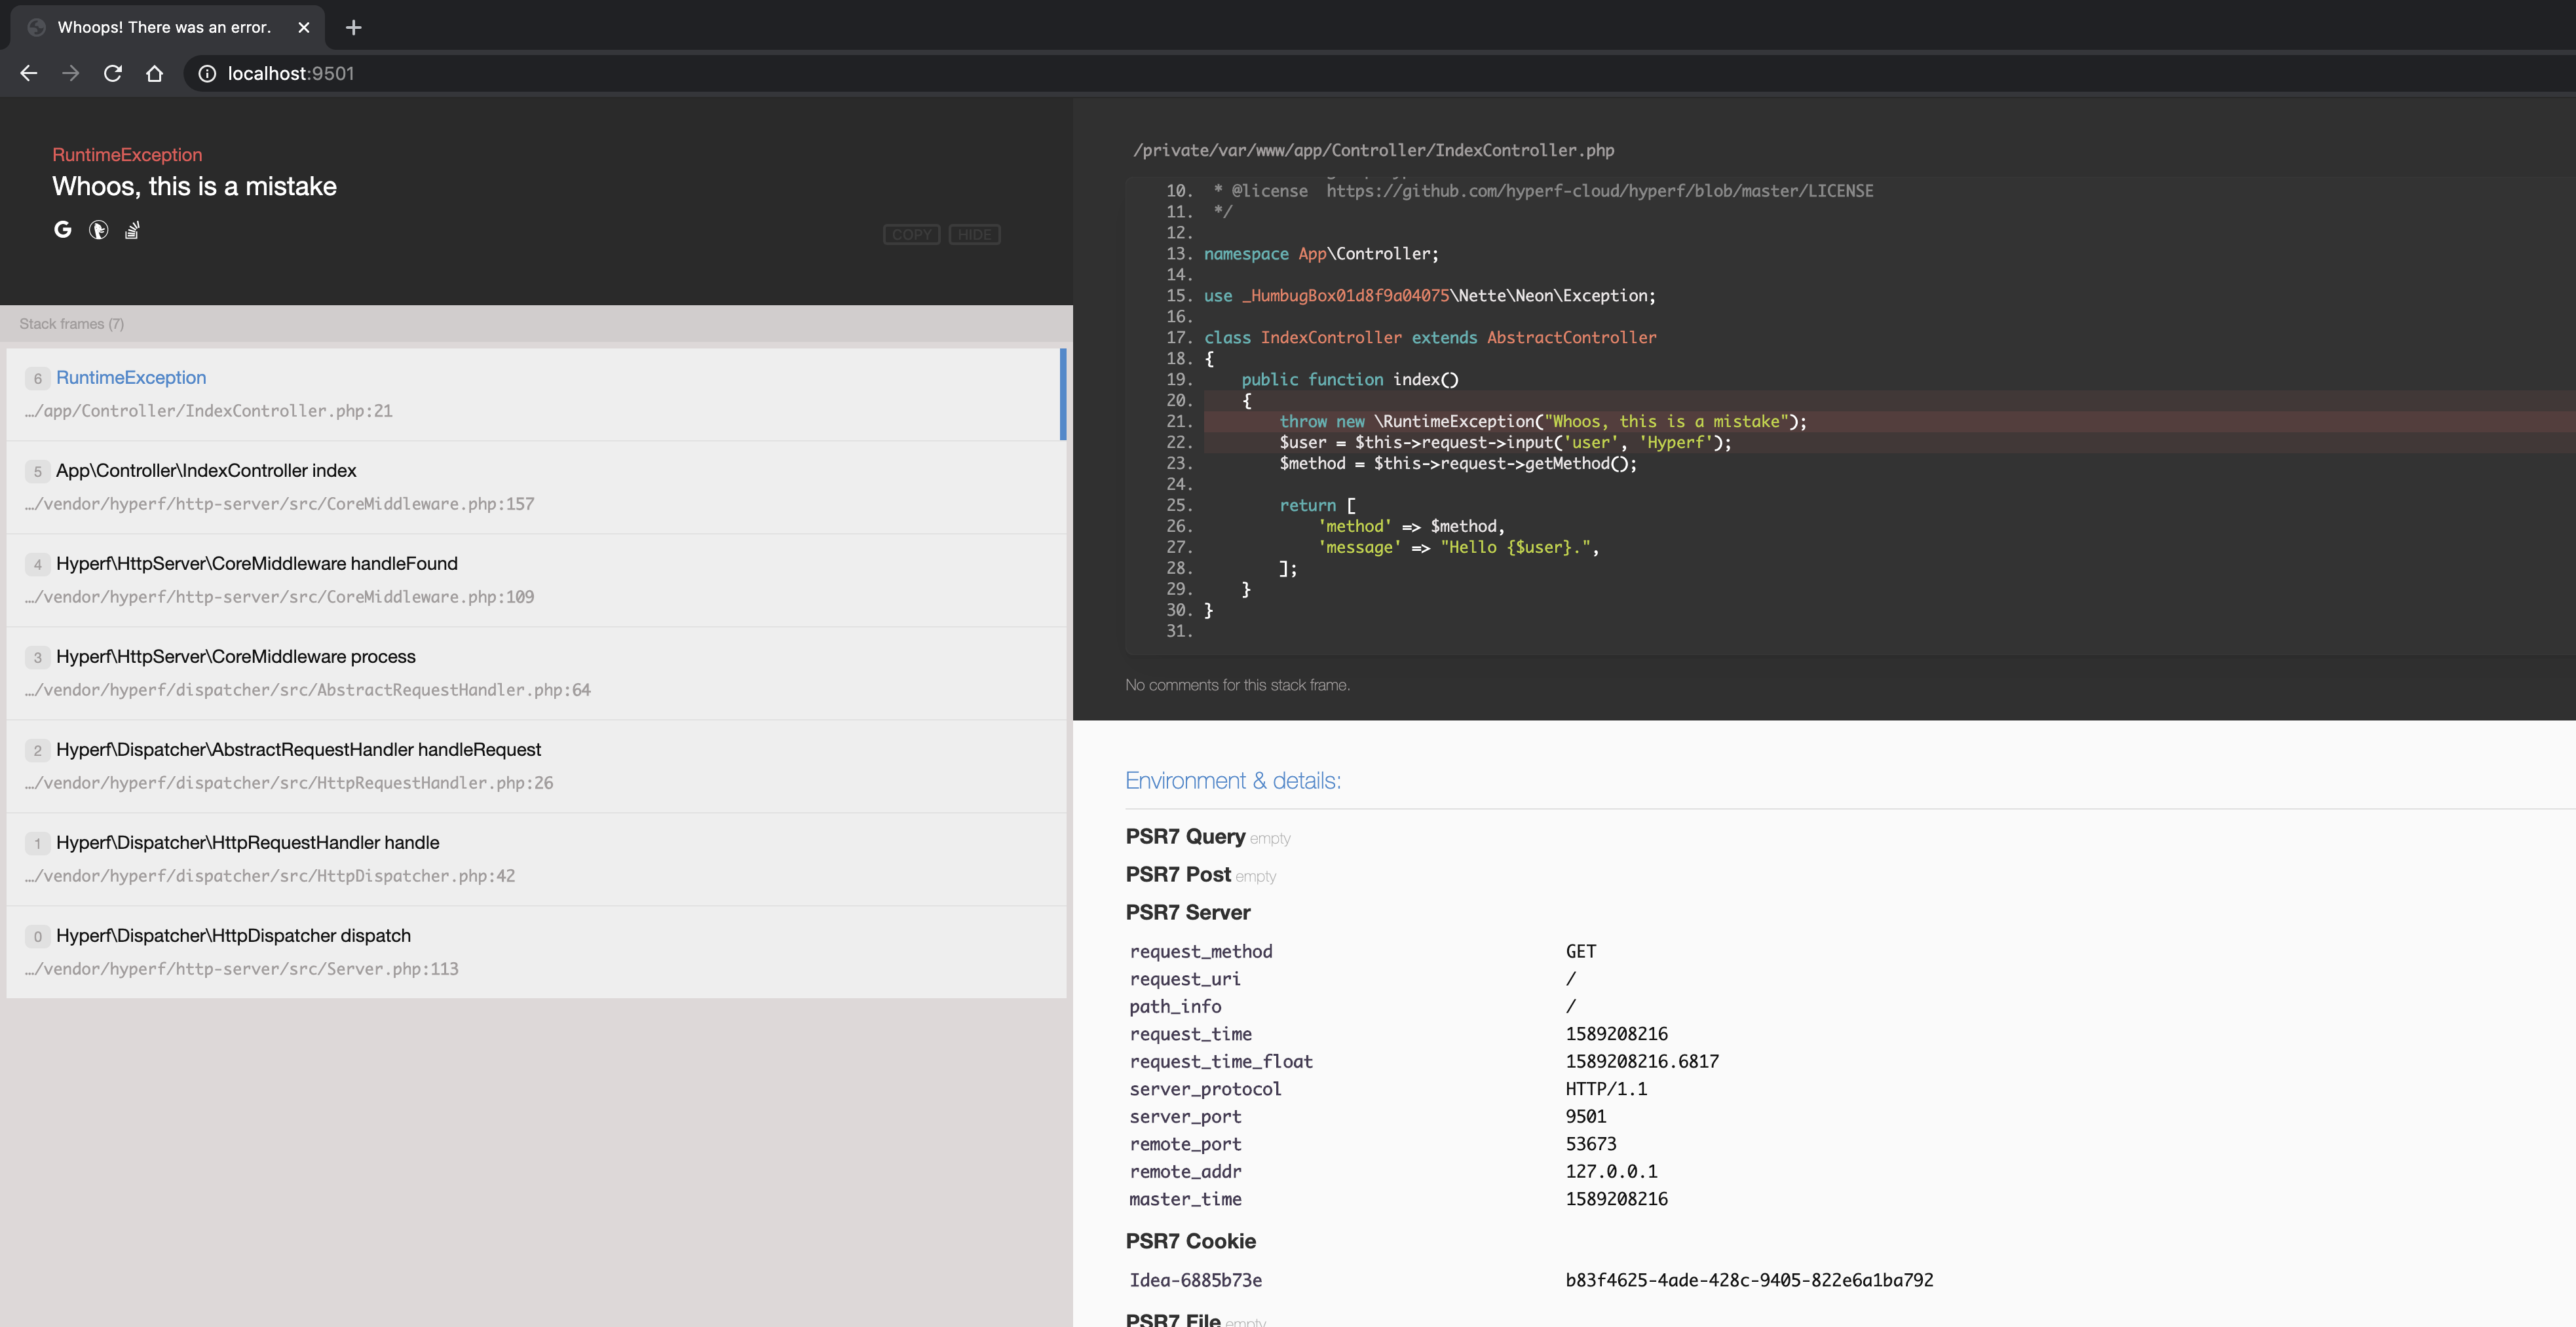 Whoops! There was an error.
localhost:9501
RuntimeException
Whoos, this is a mistake
COPY HIDE
Stack frames (7)
6 RuntimeException
…/app/Controller/IndexController.php:21
5 App\Controller\IndexController index
…/vendor/hyperf/http-server/src/CoreMiddleware.php:157
4 Hyperf\HttpServer\CoreMiddleware handleFound
…/vendor/hyperf/http-server/src/CoreMiddleware.php:109
3 Hyperf\HttpServer\CoreMiddleware process
…/vendor/hyperf/dispatcher/src/AbstractRequestHandler.php:64
2 Hyperf\Dispatcher\AbstractRequestHandler handleRequest
…/vendor/hyperf/dispatcher/src/HttpRequestHandler.php:26
1 Hyperf\Dispatcher\HttpRequestHandler handle
…/vendor/hyperf/dispatcher/src/HttpDispatcher.php:42
0 Hyperf\Dispatcher\HttpDispatcher dispatch
…/vendor/hyperf/http-server/src/Server.php:113
/private/var/www/app/Controller/IndexController.php
10. * @license  https://github.com/hyperf-cloud/hyperf/blob/master/LICENSE
11. */
12.
13. namespace App\Controller;
14.
15. use _HumbugBox01d8f9a04075\Nette\Neon\Exception;
16.
17. class IndexController extends AbstractController
18. {
19.     public function index()
20.     {
21.         throw new \RuntimeException("Whoos, this is a mistake");
22.         $user = $this->request->input('user', 'Hyperf');
23.         $method = $this->request->getMethod();
24.
25.         return [
26.             'method' => $method,
27.             'message' => "Hello {$user}.",
28.         ];
29.     }
30. }
31.
No comments for this stack frame.
Environment & details:
PSR7 Query empty
PSR7 Post empty
PSR7 Server
request_method GET
request_uri /
path_info /
request_time 1589208216
request_time_float 1589208216.6817
server_protocol HTTP/1.1
server_port 9501
remote_port 53673
remote_addr 127.0.0.1
master_time 1589208216
PSR7 Cookie
Idea-6885b73e b83f4625-4ade-428c-9405-822e6a1ba792
PSR7 File empty